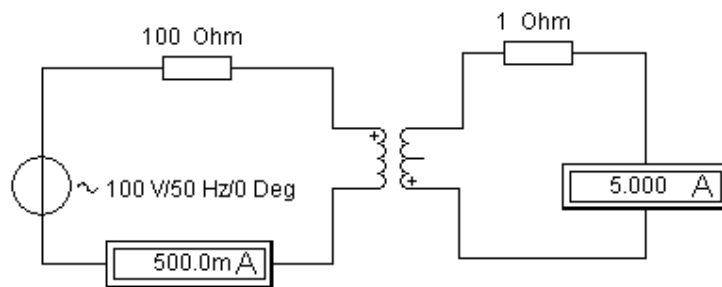 100 Ohm
1 Ohm
+
+
~ 100 V/50 Hz/0 Deg
5.000 A
500.0m A